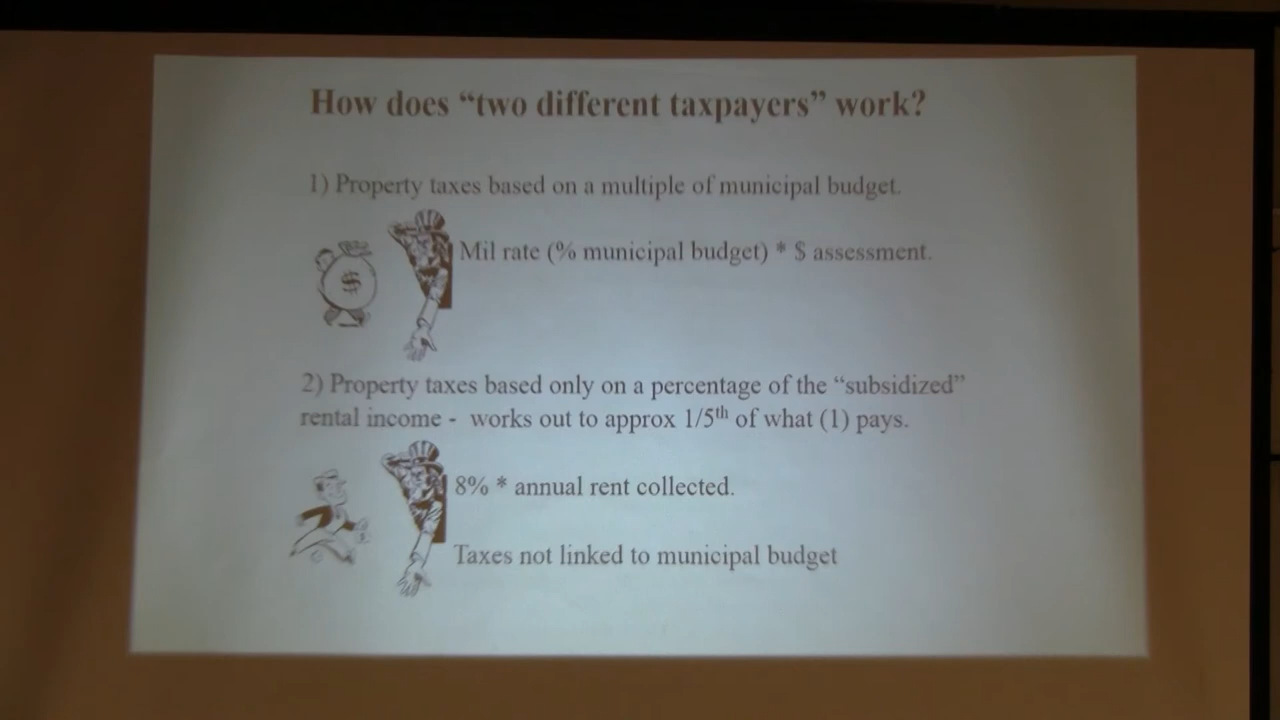 How does “two different taxpayers” work?
1) Property taxes based on a multiple of municipal budget.
$
Mil rate (% municipal budget) * $ assessment.
2) Property taxes based only on a percentage of the “subsidized”
rental income - works out to approx 1/5th of what (1) pays.
8% * annual rent collected.
Taxes not linked to municipal budget